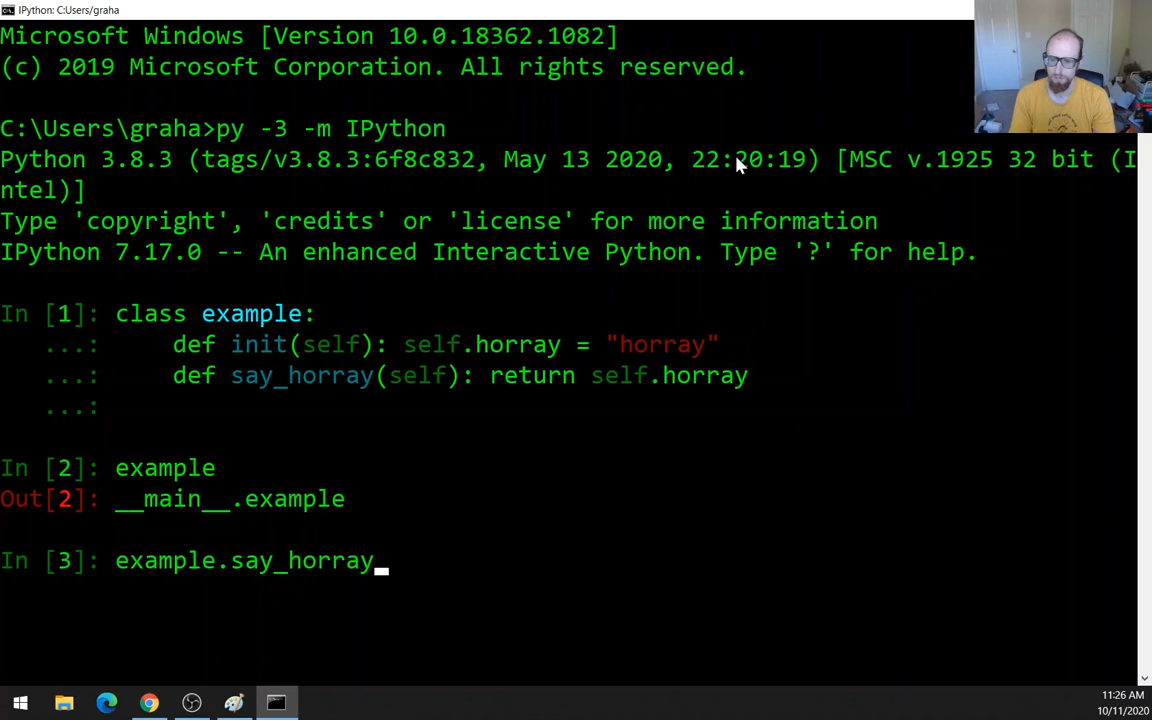 IPython: C:Users/graha
Microsoft Windows [Version 10.0.18362.1082]
(c) 2019 Microsoft Corporation. All rights reserved.
C:\Users\graha>py -3 -m IPython
Python 3.8.3 (tags/v3.8.3:6f8c832, May 13 2020, 22:20:19) [MSC v.1925 32 bit (I
ntel)]
Type 'copyright', 'credits' or 'license' for more information
IPython 7.17.0 -- An enhanced Interactive Python. Type '?' for help.
In [1]: class example:
   ...:     def init(self): self.horray = "horray"
   ...:     def say_horray(self): return self.horray
   ...:
In [2]: example
Out[2]: __main__.example
In [3]: example.say_horray_
11:26 AM
10/11/2020